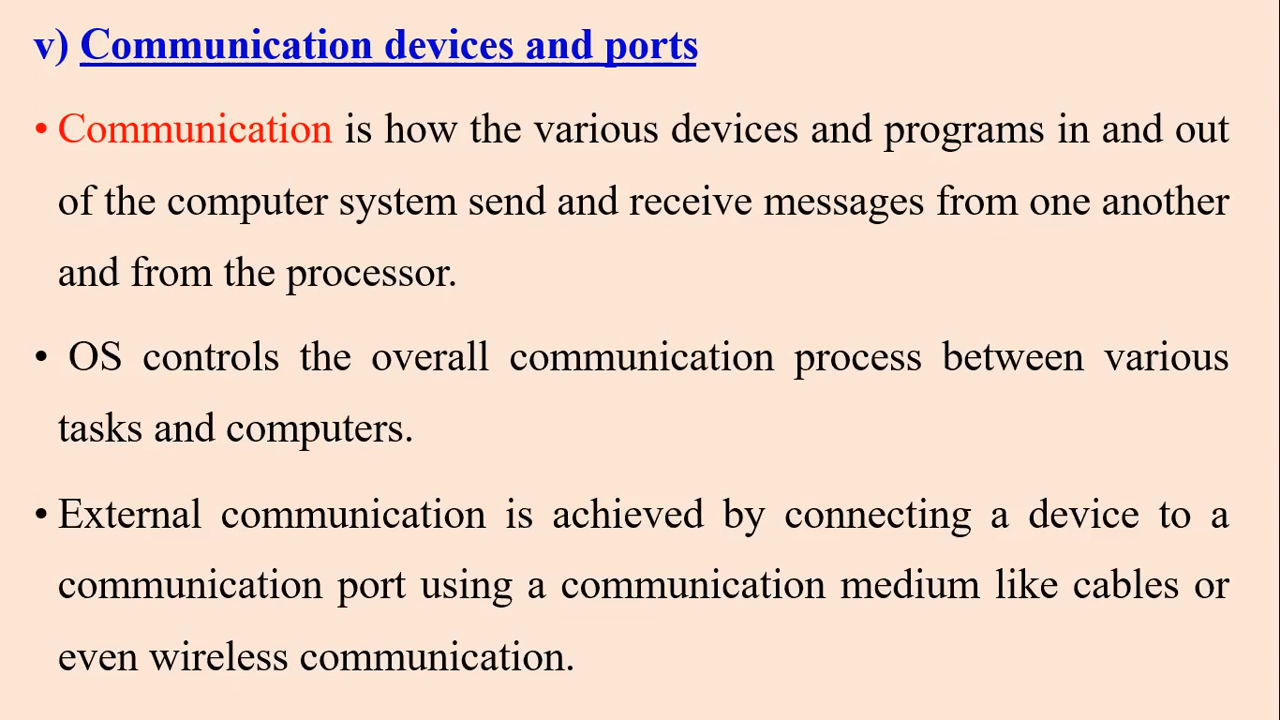 v) Communication devices and ports
• Communication is how the various devices and programs in and out
of the computer system send and receive messages from one another
and from the processor.
• OS controls the overall communication process between various
tasks and computers.
• External communication is achieved by connecting a device to a
communication port using a communication medium like cables or
even wireless communication.